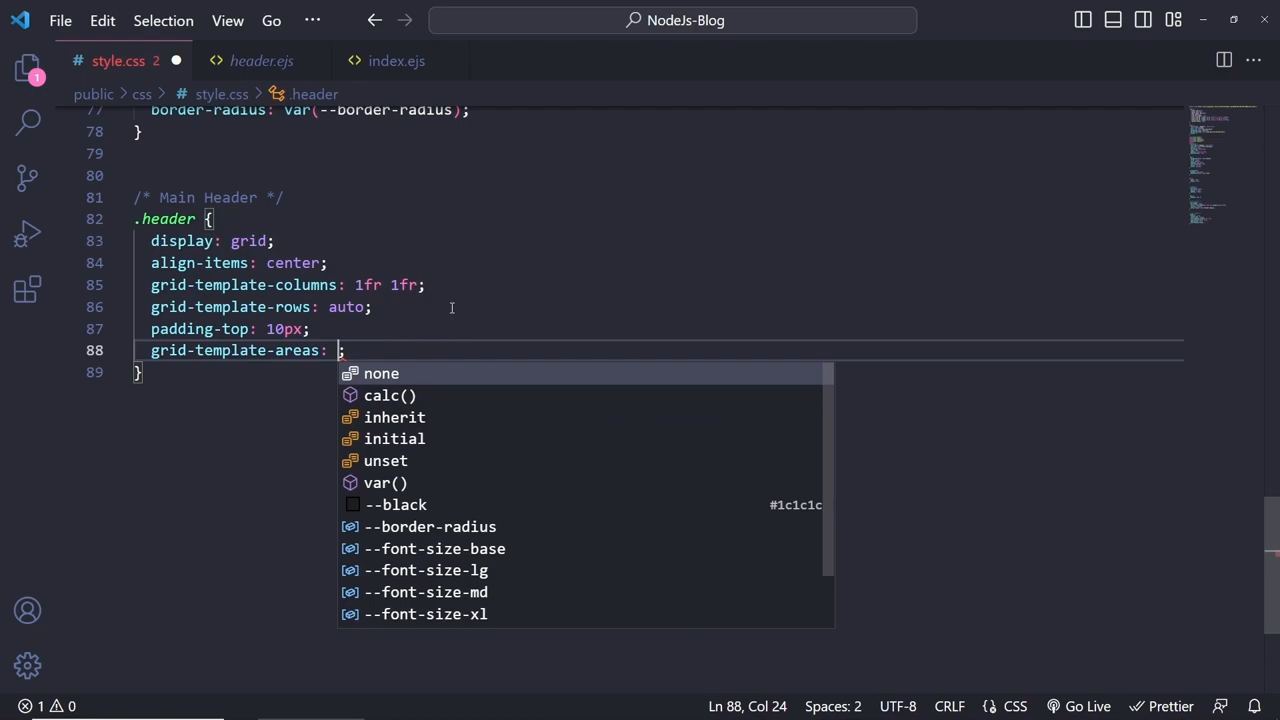 File Edit Selection View Go ··· NodeJs-Blog
# style.css 2 header.ejs index.ejs
1
public > css > # style.css > .header
77 border-radius: var(--border-radius);
78 }
79
80
81 /* Main Header */
82 .header {
83 display: grid;
84 align-items: center;
85 grid-template-columns: 1fr 1fr;
86 grid-template-rows: auto;
87 padding-top: 10px;
88 grid-template-areas: ;
89 }
none
calc()
inherit
initial
unset
var()
--black #1c1c1c
--border-radius
--font-size-base
--font-size-lg
--font-size-md
--font-size-xl
1 0 Ln 88, Col 24 Spaces: 2 UTF-8 CRLF {} CSS Go Live Prettier